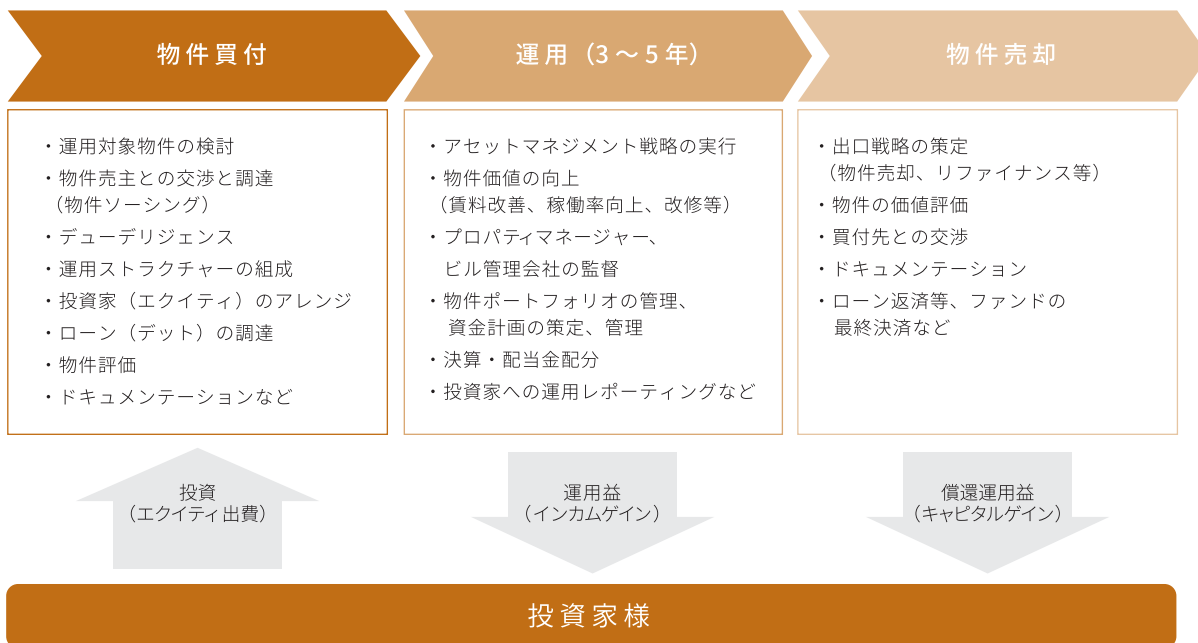 物件買付
・運用対象物件の検討
・物件売主との交渉と調達
（物件ソーシング）
・デューデリジェンス
・運用ストラクチャーの組成
・投資家（エクイティ）のアレンジ
・ローン（デット）の調達
・物件評価
・ドキュメンテーションなど
運用（3〜5年）
・アセットマネジメント戦略の実行
・物件価値の向上
（賃料改善、稼働率向上、改修等）
・プロパティマネージャー、
ビル管理会社の監督
・物件ポートフォリオの管理、
資金計画の策定、管理
・決算・配当金配分
・投資家への運用レポーティングなど
物件売却
・出口戦略の策定
（物件売却、リファイナンス等）
・物件の価値評価
・買付先との交渉
・ドキュメンテーション
・ローン返済等、ファンドの
最終決済など
投資
（エクイティ出費）
運用益
（インカムゲイン）
償還運用益
（キャピタルゲイン）
投資家様